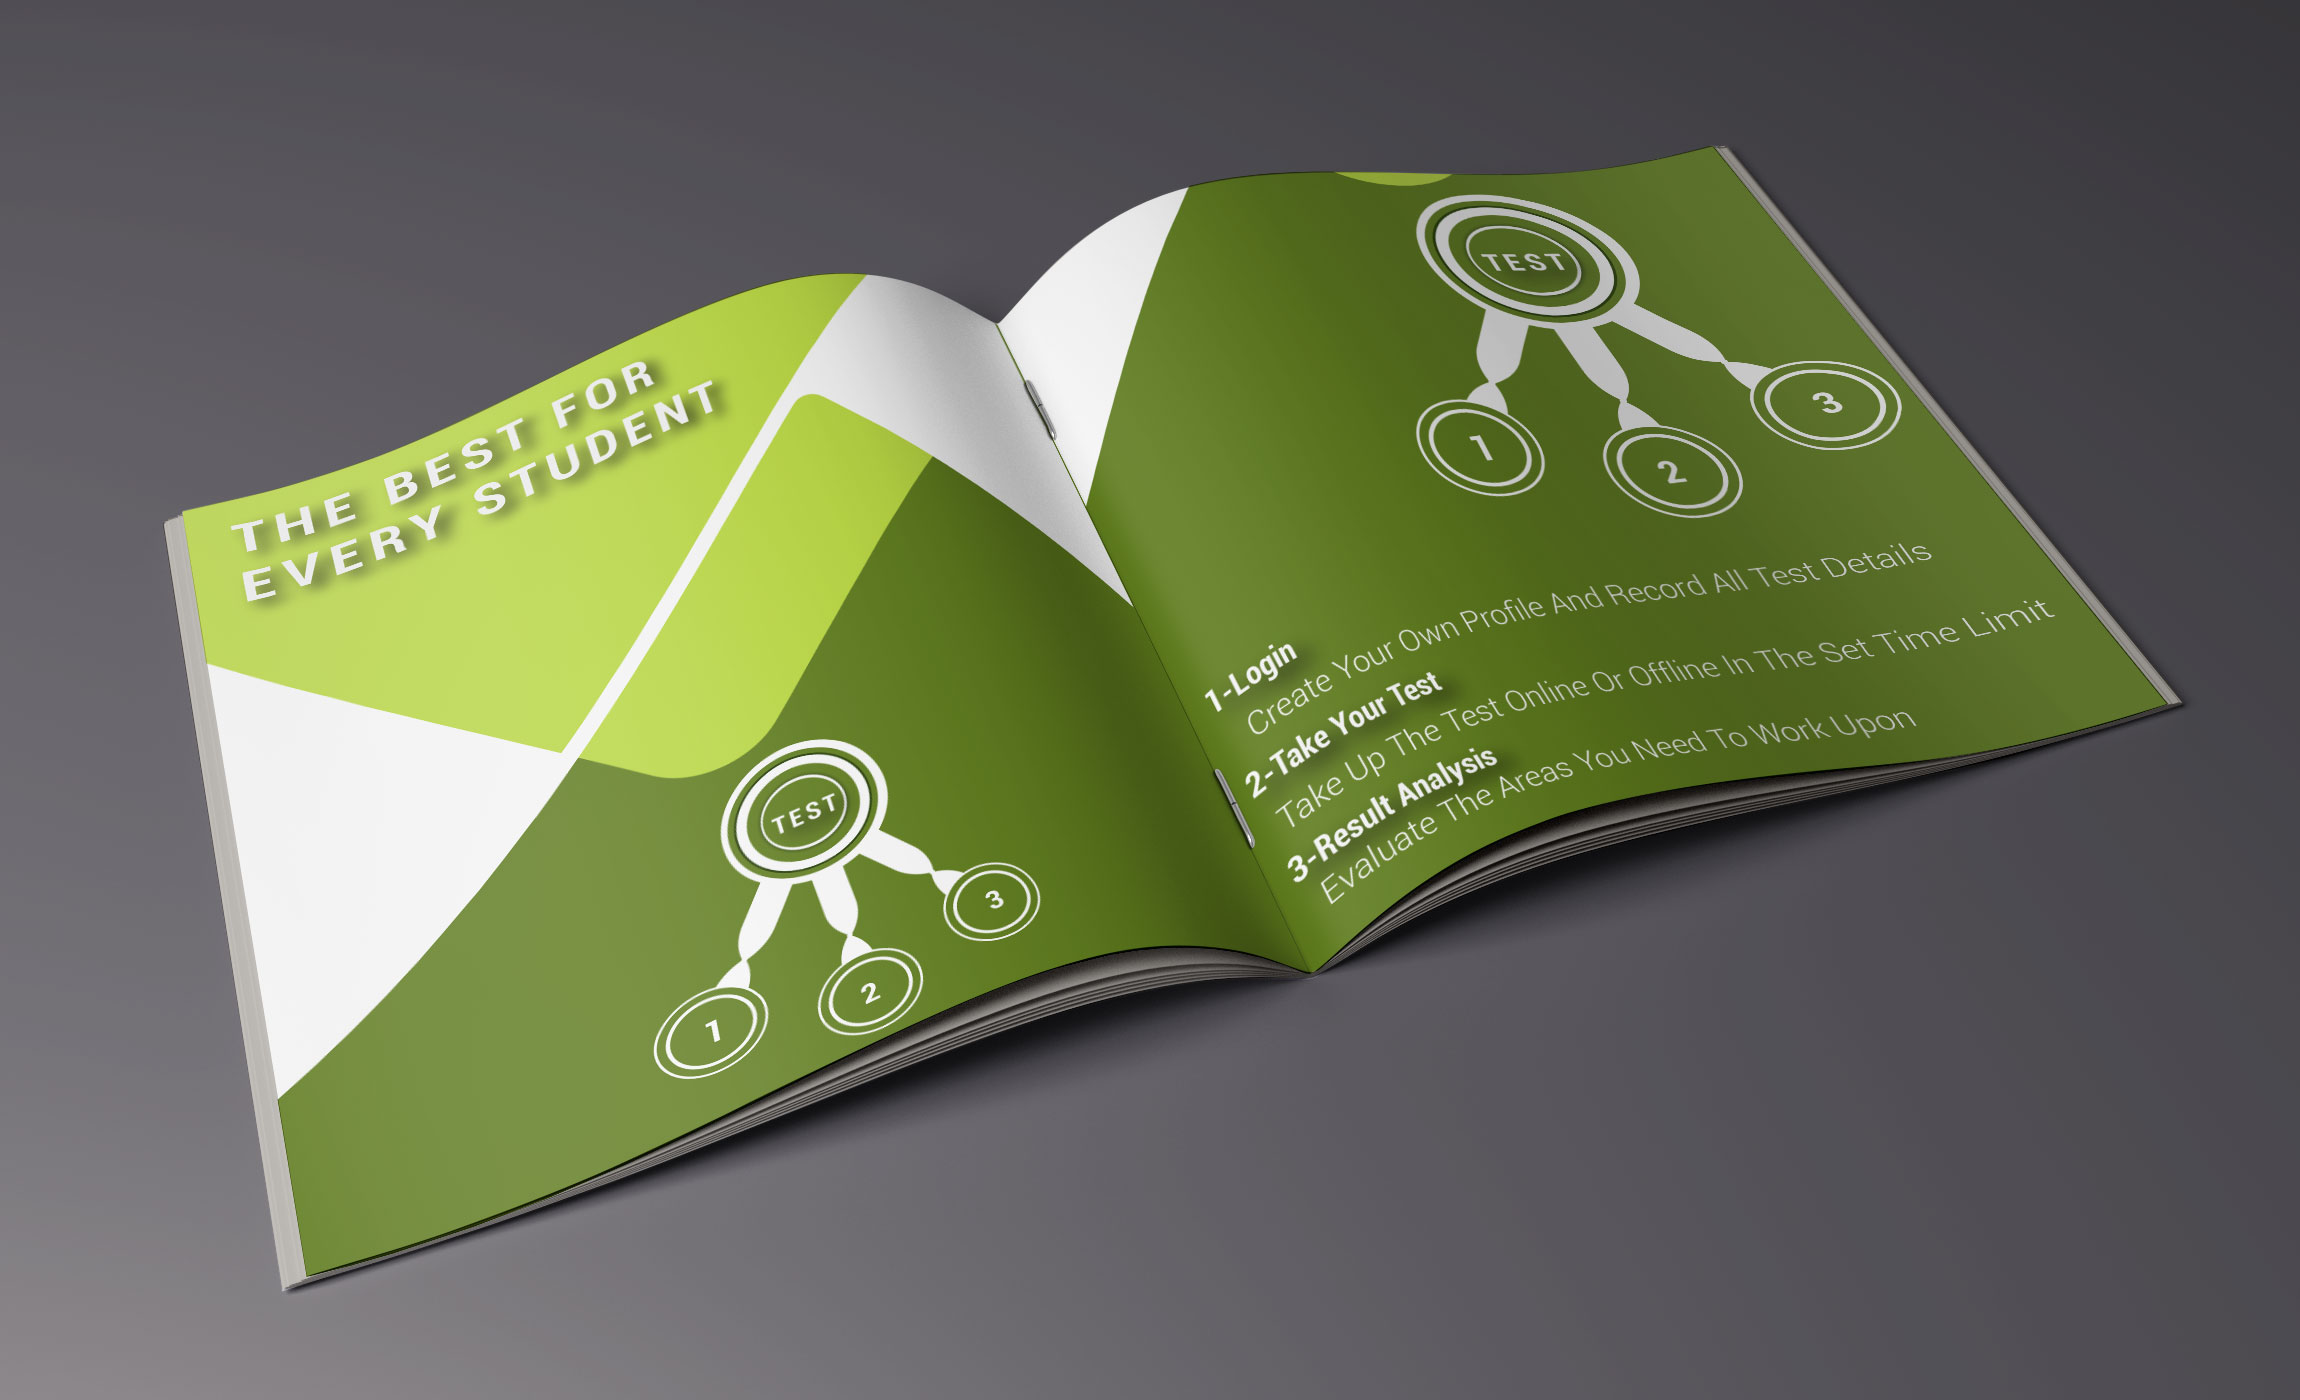 THE BEST FOR
EVERY STUDENT
TEST
1
2
3
TEST
1
2
3
1-Login
Create Your Own Profile And Record All Test Details
2-Take Your Test
Take Up The Test Online Or Offline In The Set Time Limit
3-Result Analysis
Evaluate The Areas You Need To Work Upon